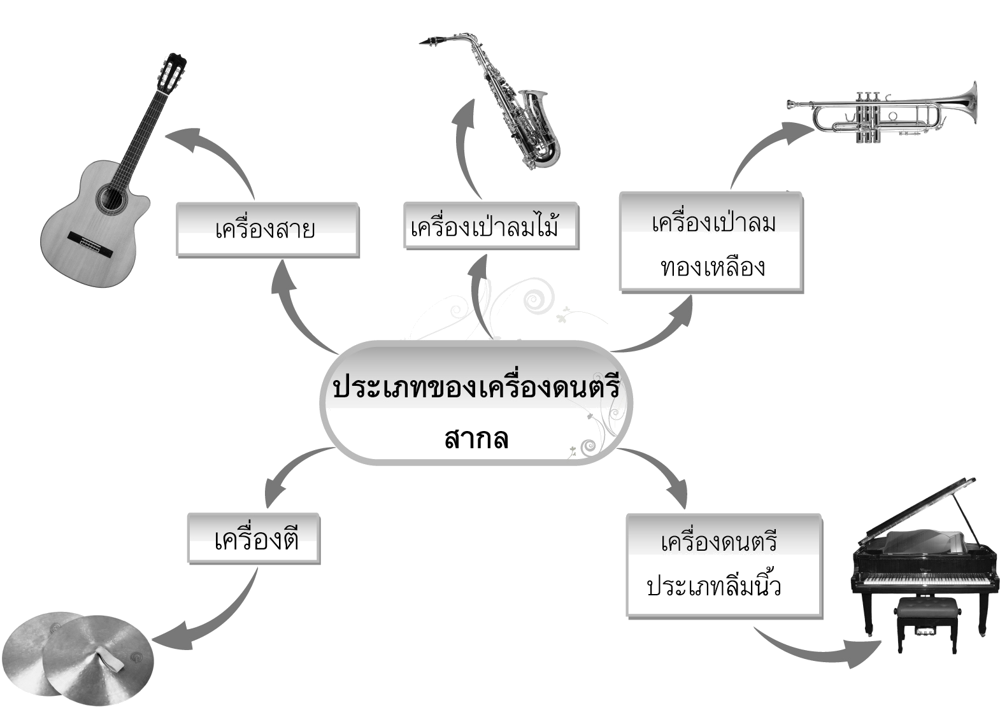 เครื่องสาย
เครื่องเป่าลมไม้
เครื่องเป่าลม
ทองเหลือง
ประเภทของเครื่องดนตรี
สากล
เครื่องตี
เครื่องดนตรี
ประเภทลิ่มนิ้ว